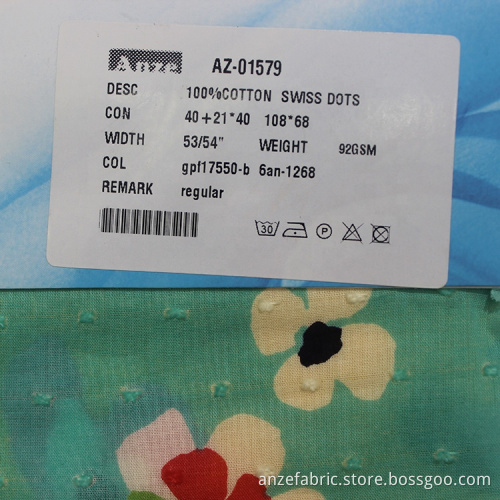 Anze AZ-01579
DESC 100%COTTON SWISS DOTS
CON 40+21*40 108*68
WIDTH 53/54" WEIGHT 92GSM
COL gpf17550-b 6an-1268
REMARK regular
30 P
anzefabric.store.bossgoo.com